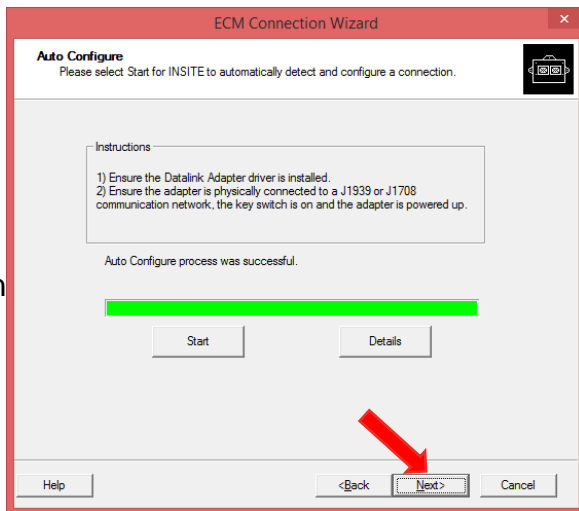 ECM Connection Wizard
Auto Configure
Please select Start for INSITE to automatically detect and configure a connection.
Instructions
1) Ensure the Datalink Adapter driver is installed.
2) Ensure the adapter is physically connected to a J1939 or J1708
communication network, the key switch is on and the adapter is powered up.
Auto Configure process was successful.
n
Start
Details
Help
<Back
Next>
Cancel